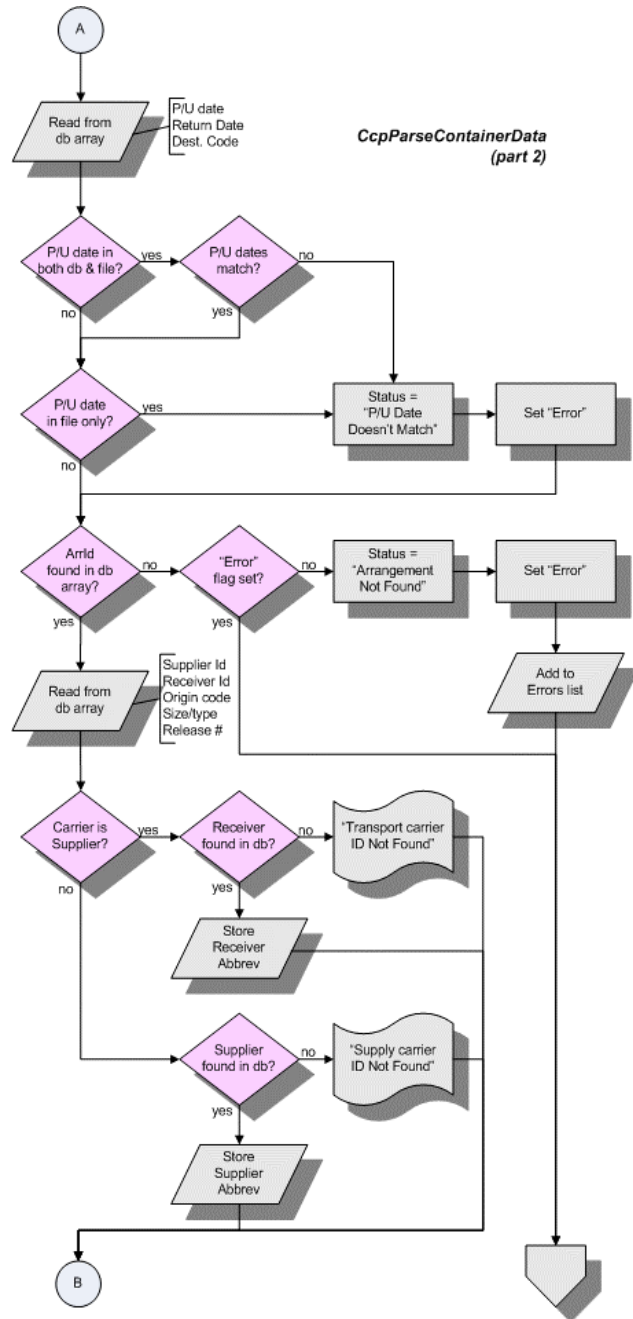 A
Read from
db array
P/U date
Return Date
Dest. Code
CcpParseContainerData
(part 2)
P/U date in
both db & file?
yes
P/U dates
match?
no
no
yes
P/U date
in file only?
yes
Status =
"P/U Date
Doesn't Match"
Set "Error"
no
ArrId
found in db
array?
no
"Error"
flag set?
no
Status =
"Arrangement
Not Found"
Set "Error"
yes
yes
Read from
db array
Supplier Id
Receiver Id
Origin code
Size/type
Release #
Add to
Errors list
Carrier is
Supplier?
yes
Receiver
found in db?
no
"Transport carrier
ID Not Found"
no
yes
Store
Receiver
Abbrev
Supplier
found in db?
no
"Supply carrier
ID Not Found"
yes
Store
Supplier
Abbrev
B